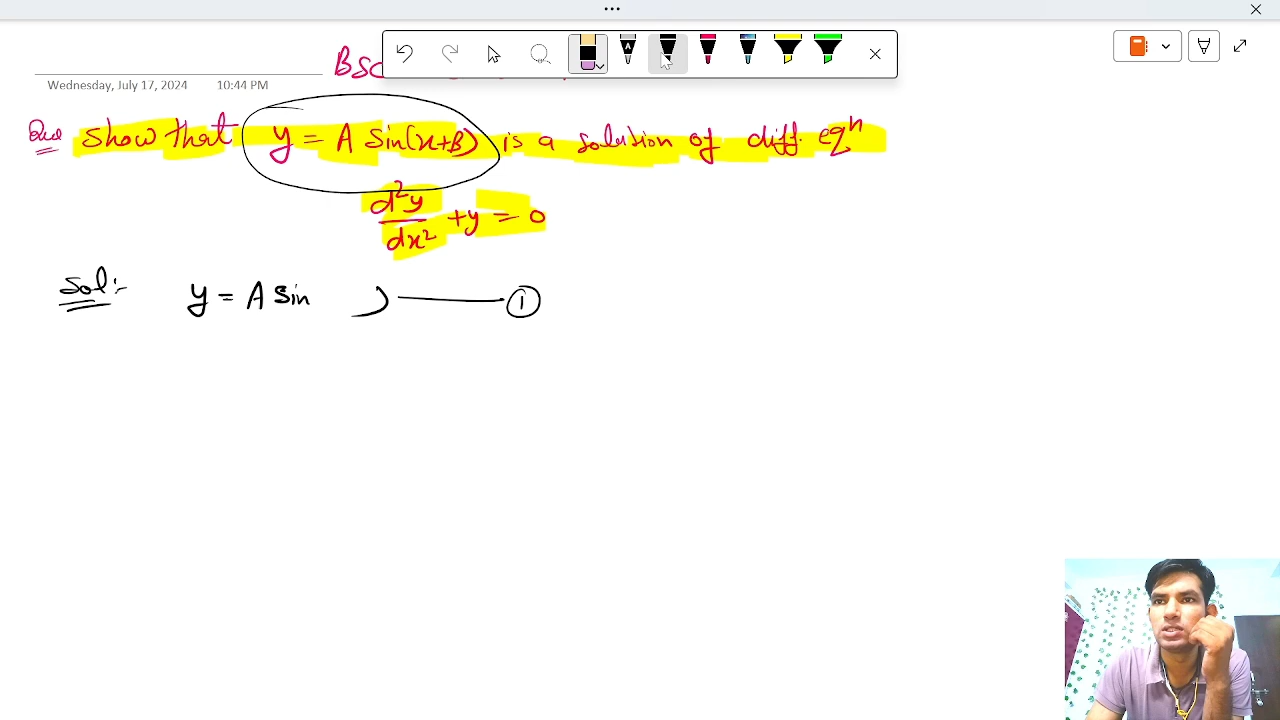 BSC
Wednesday, July 17, 2024 10:44 PM
Que show that y = A sin(x+B) is a solution of diff. eqn
d²y/dx² + y = 0
Sol:- y = A sin ) ——— ①
A